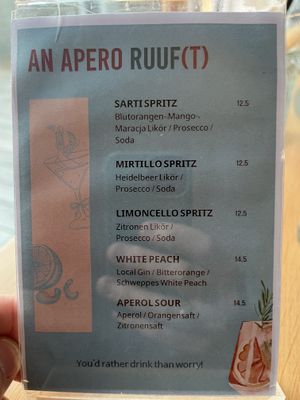 AN APERO RUUF(T)
SARTI SPRITZ 12.5
Blutorangen-Mango-
Maracja Likör / Prosecco /
Soda
MIRTILLO SPRITZ 12.5
Heidelbeer Likör /
Prosecco / Soda
LIMONCELLO SPRITZ 12.5
Zitronen Likör /
Prosecco / Soda
WHITE PEACH 14.5
Local Gin / Bitterorange /
Schweppes White Peach
APEROL SOUR 14.5
Aperol / Orangensaft /
Zitronensaft
You'd rather drink than worry!